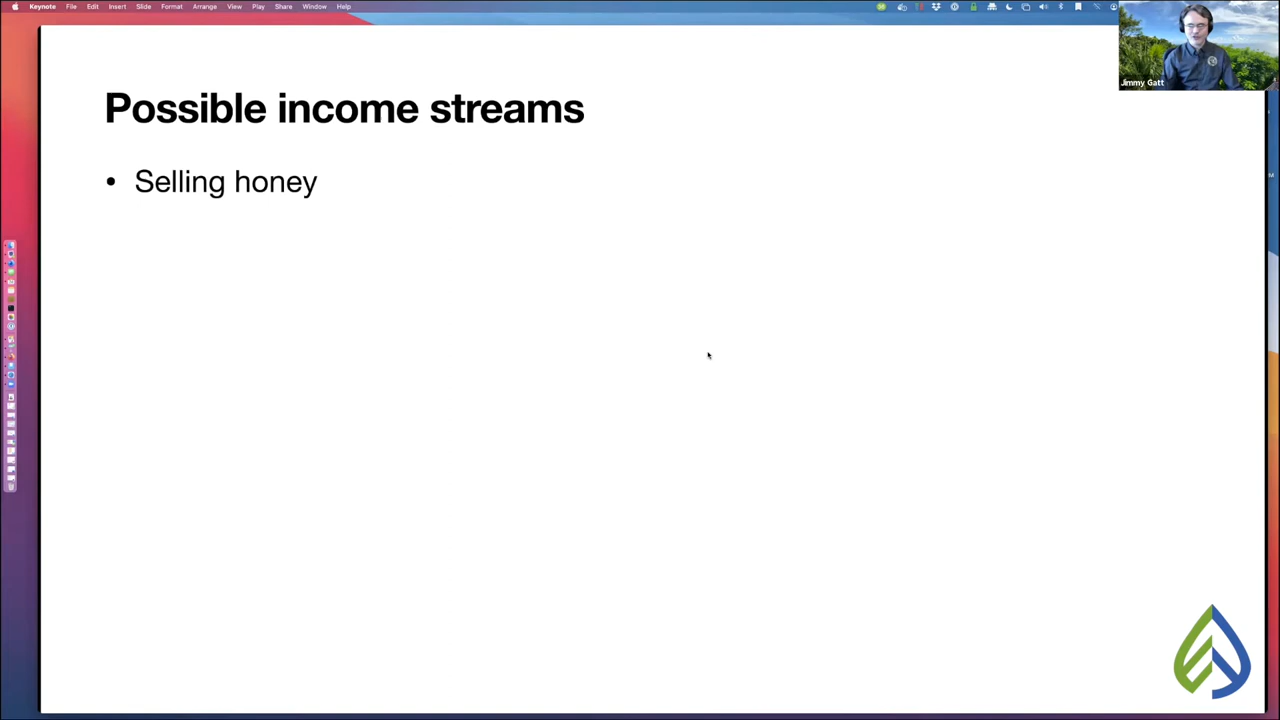 Keynote File Edit Insert Slide Format Arrange View Play Share Window Help
Jimmy Gatt
Possible income streams
• Selling honey